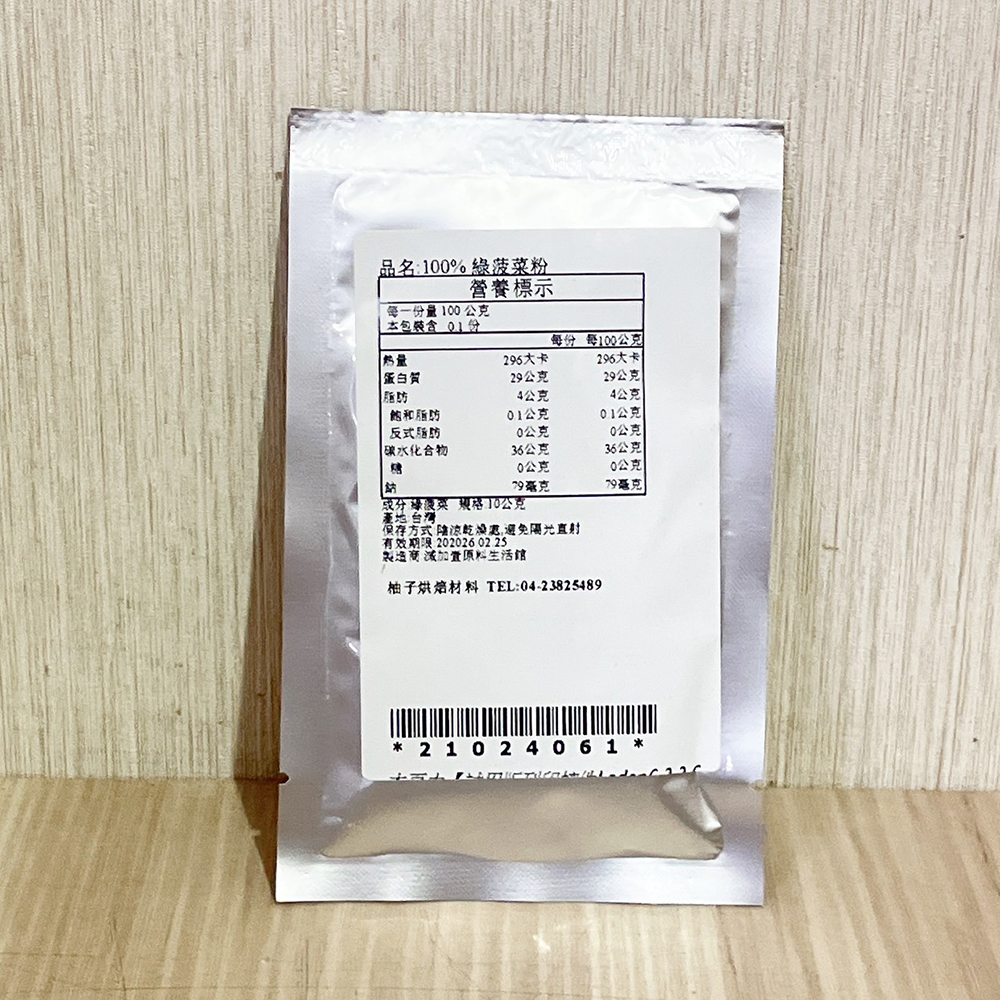 品名:100% 綠菠菜粉
營養標示
每一份量 100 公克
本包裝含 0.1 份
每份 每100公克
熱量 296大卡 296大卡
蛋白質 29公克 29公克
脂肪 4公克 4公克
飽和脂肪 0.1公克 0.1公克
反式脂肪 0公克 0公克
碳水化合物 36公克 36公克
糖 0公克 0公克
鈉 79毫克 79毫克
成分:綠菠菜 規格:10公克
產地:台灣
保存方式:陰涼乾燥處,避免陽光直射
有效期限:202026.02.25
製造商:減加壹原料生活館
柚子烘焙材料 TEL:04-23825489
*21024061*